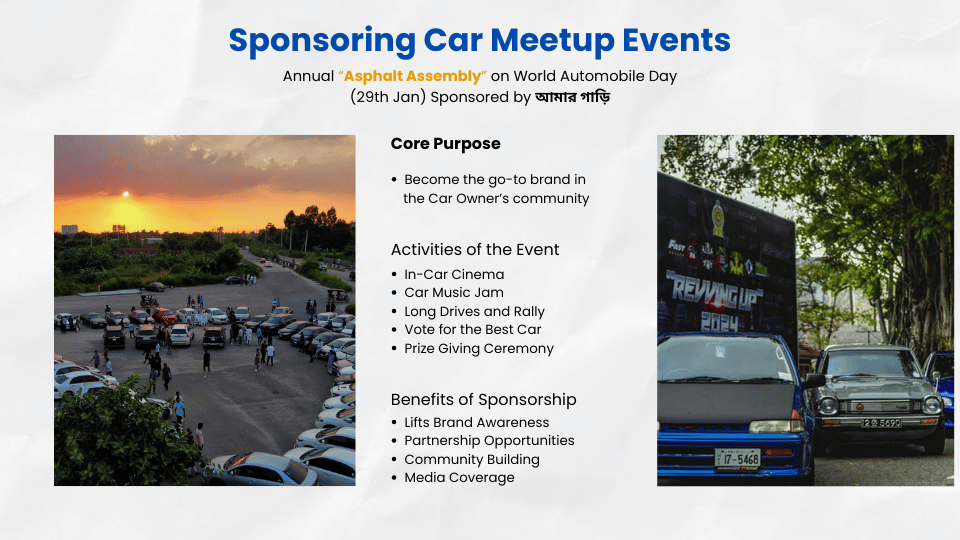 Sponsoring Car Meetup Events
Annual “Asphalt Assembly” on World Automobile Day
(29th Jan) Sponsored by আমার গাড়ি
Core Purpose
• Become the go-to brand in
the Car Owner’s community
Activities of the Event
• In-Car Cinema
• Car Music Jam
• Long Drives and Rally
• Vote for the Best Car
• Prize Giving Ceremony
Benefits of Sponsorship
• Lifts Brand Awareness
• Partnership Opportunities
• Community Building
• Media Coverage
FAST
"REVVING UP"
2024
17-5468